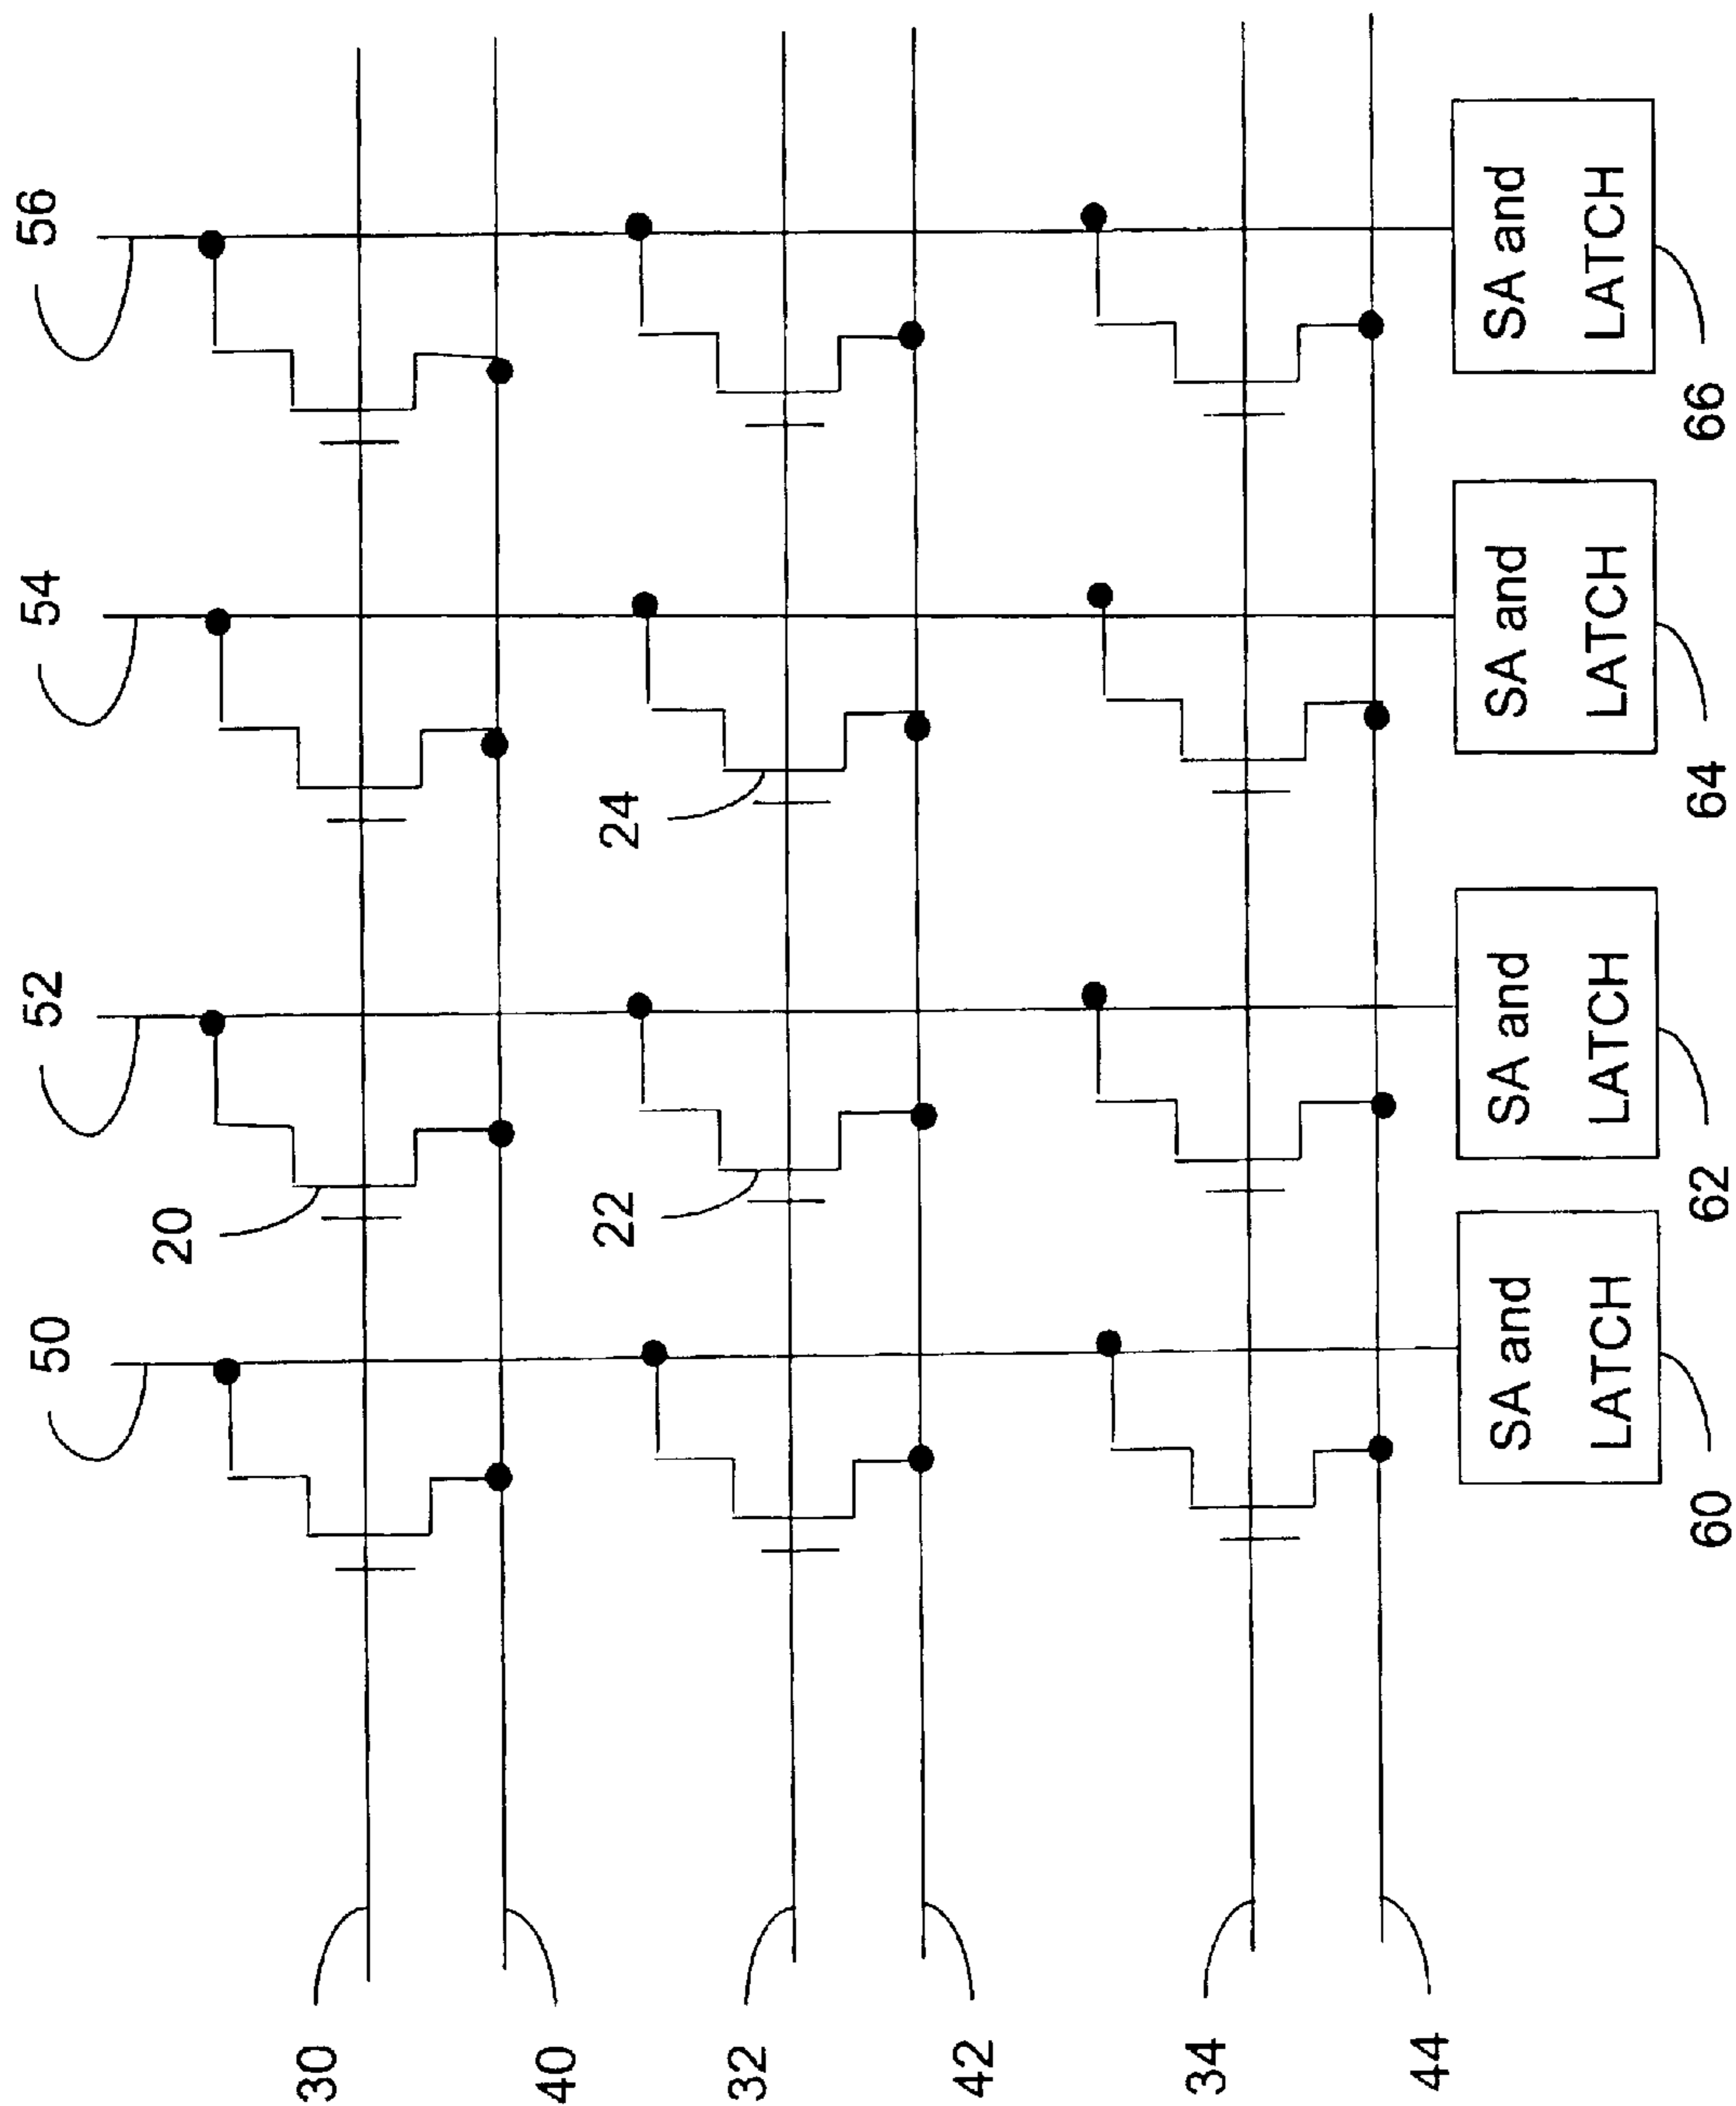 50 52 54 56
20
30
40
22 24
32
42
34
44
SA and SA and SA and SA and
LATCH LATCH LATCH LATCH
60 62 64 66